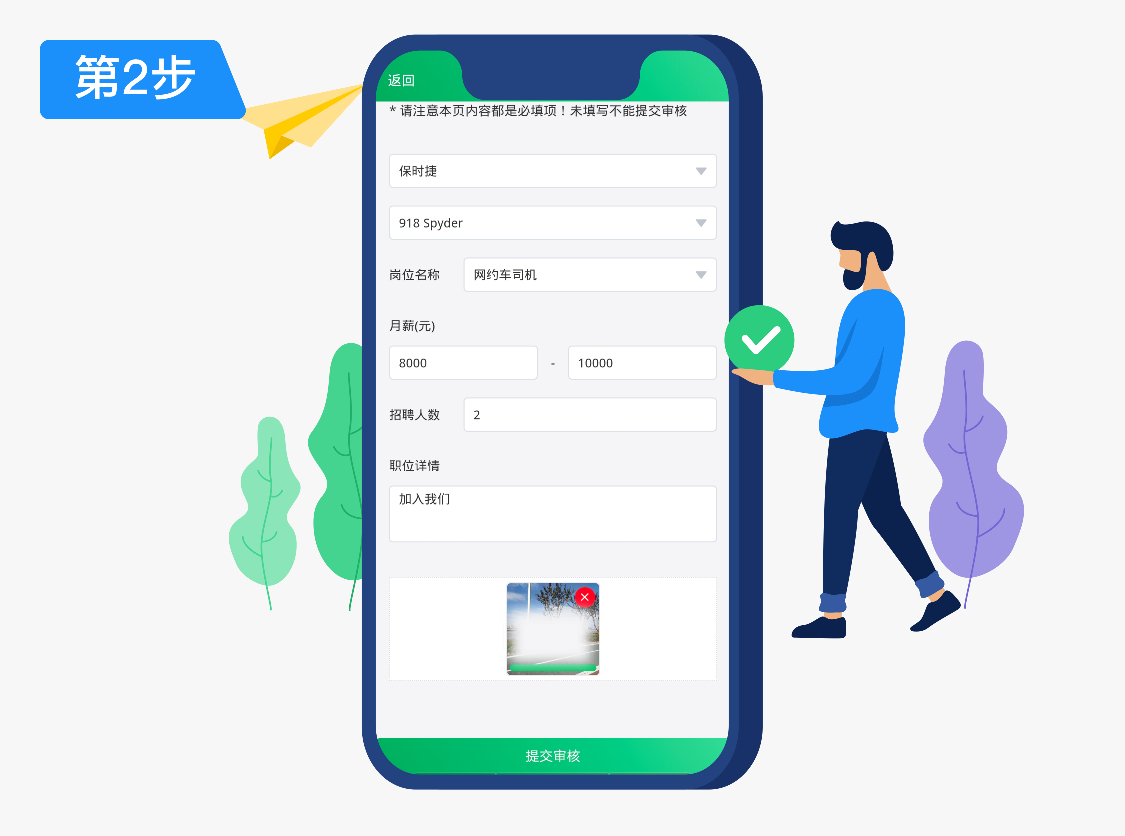 第2步
返回
* 请注意本页内容都是必填项！未填写不能提交审核
保时捷
918 Spyder
岗位名称 网约车司机
月薪(元)
8000 - 10000
招聘人数 2
职位详情
加入我们
提交审核